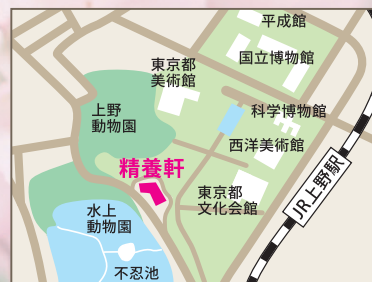 平成館
国立博物館
東京都
美術館
上野
動物園
科学博物館
西洋美術館
精養軒
東京都
文化会館
JR上野駅
水上
動物園
不忍池